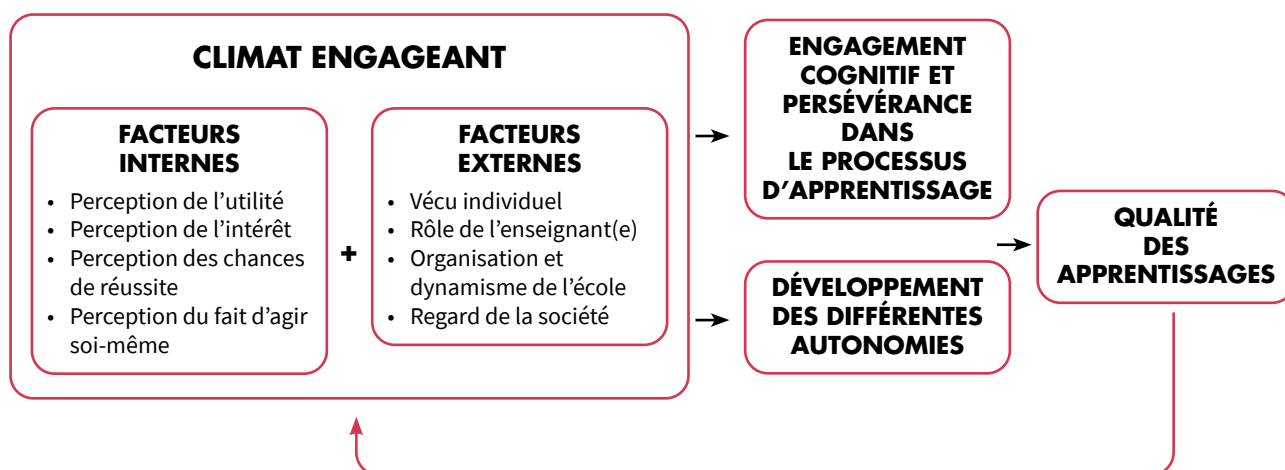 CLIMAT ENGAGEANT
FACTEURS
INTERNES
• Perception de l’utilité
• Perception de l’intérêt
• Perception des chances
de réussite
• Perception du fait d’agir
soi-même
+
FACTEURS
EXTERNES
• Vécu individuel
• Rôle de l’enseignant(e)
• Organisation et
dynamisme de l’école
• Regard de la société
ENGAGEMENT
COGNITIF ET
PERSÉVÉRANCE
DANS
LE PROCESSUS
D’APPRENTISSAGE
DÉVELOPPEMENT
DES DIFFÉRENTES
AUTONOMIES
QUALITÉ
DES
APPRENTISSAGES